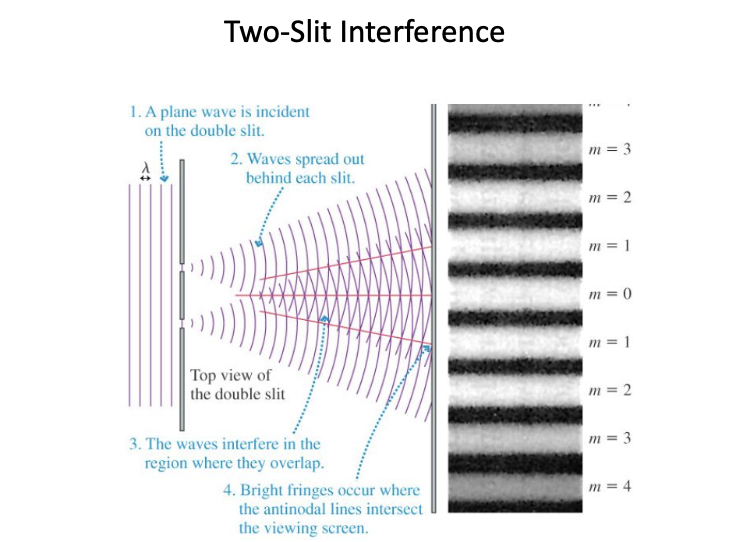 Two-Slit Interference
1. A plane wave is incident
on the double slit.
λ
2. Waves spread out
behind each slit.
Top view of
the double slit
3. The waves interfere in the
region where they overlap.
4. Bright fringes occur where
the antinodal lines intersect
the viewing screen.
m = 3
m = 2
m = 1
m = 0
m = 1
m = 2
m = 3
m = 4